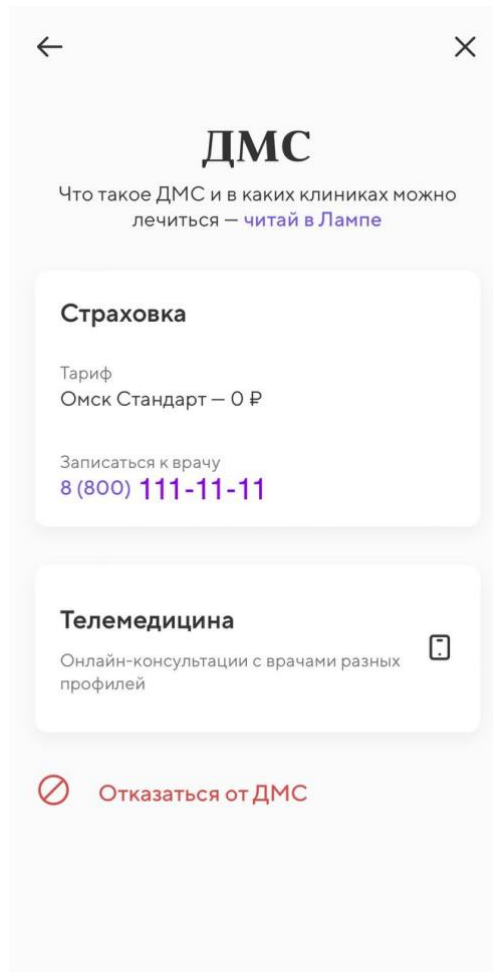 ДМС
Что такое ДМС и в каких клиниках можно
лечиться — читай в Лампе
Страховка
Тариф
Омск Стандарт — 0 ₽
Записаться к врачу
8 (800) 111-11-11
Телемедицина
Онлайн-консультации с врачами разных
профилей
Отказаться от ДМС